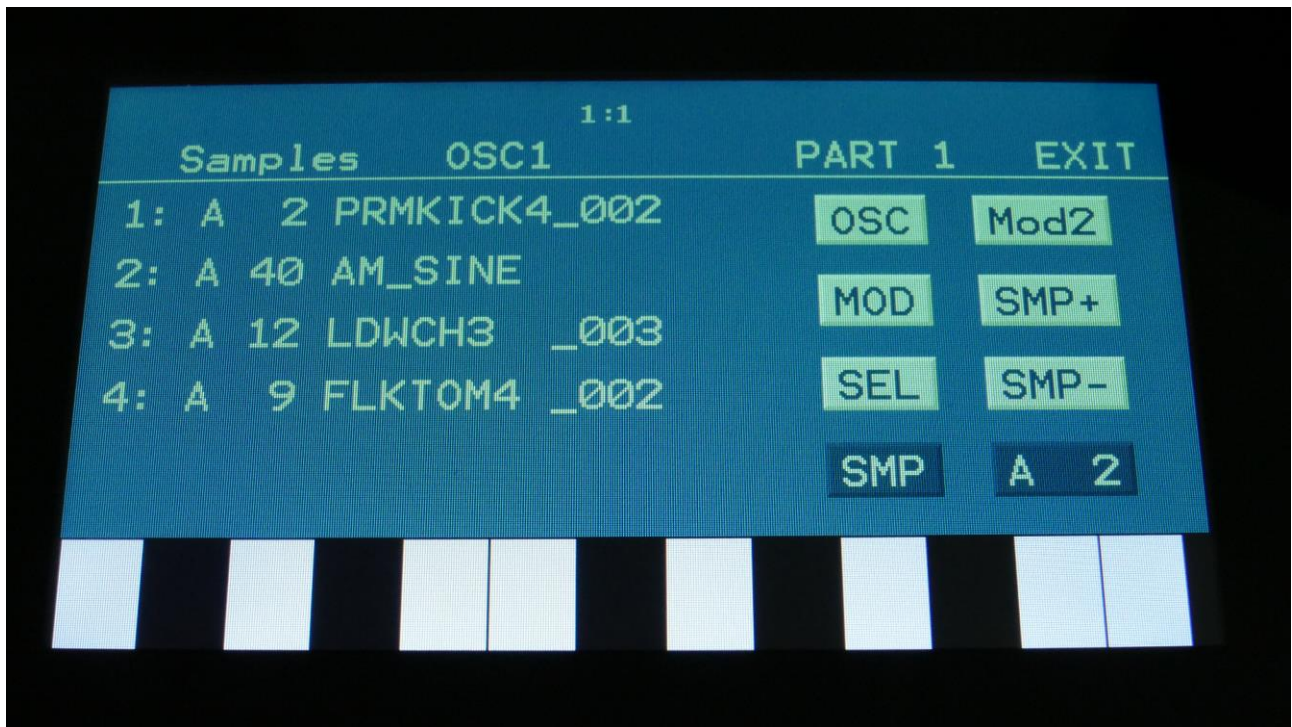 1:1
Samples OSC1 PART 1 EXIT
1: A 2 PRMKICK4_002 OSC Mod2
2: A 40 AM_SINE MOD SMP+
3: A 12 LDWCH3 _003 SEL SMP-
4: A 9 FLKTOM4 _002 SMP A 2